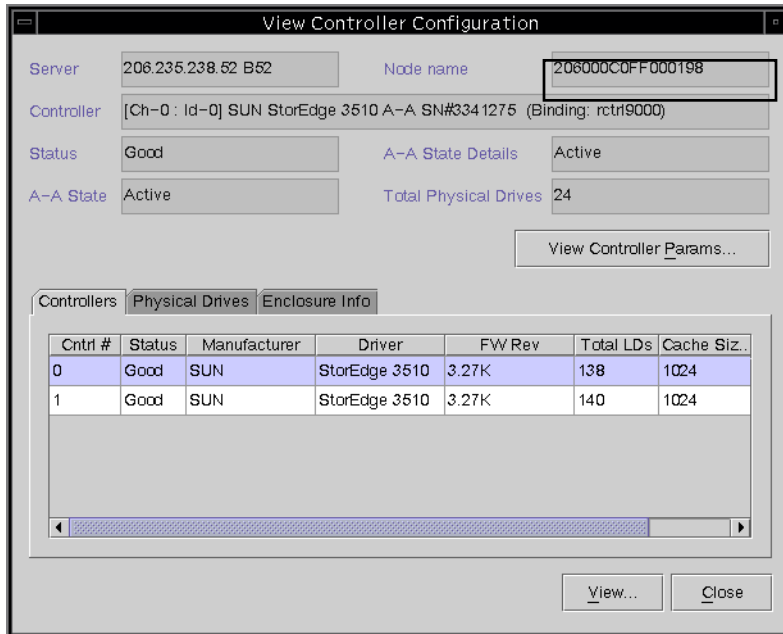 View Controller Configuration
Server 206.235.238.52 B52 Node name 206000C0FF000198
Controller [Ch-0 : Id-0] SUN StorEdge 3510 A-A SN#3341275 (Binding: rctrl9000)
Status Good A-A State Details Active
A-A State Active Total Physical Drives 24
View Controller Params...
Controllers Physical Drives Enclosure Info
Cntrl # Status Manufacturer Driver FW Rev Total LDs Cache Siz..
0 Good SUN StorEdge 3510 3.27K 138 1024
1 Good SUN StorEdge 3510 3.27K 140 1024
View... Close